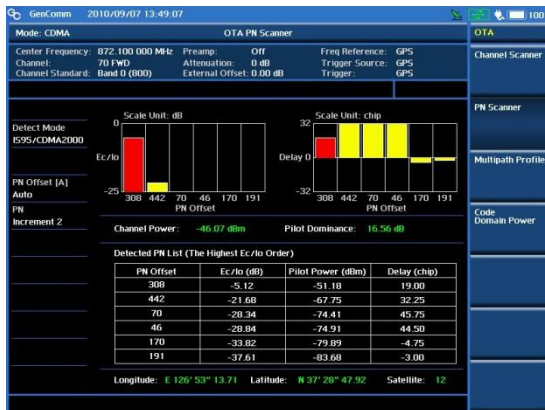 GenComm 2010/09/07 13:49:07 100
Mode: CDMA OTA PN Scanner OTA
Center Frequency: 872.100 000 MHz Preamp: Off Freq Reference: GPS
Channel: 70 FWD Attenuation: 0 dB Trigger Source: GPS
Channel Standard: Band 0 (800) External Offset: 0.00 dB Trigger: GPS
Channel Scanner
PN Scanner
Multipath Profile
Code
Domain Power
Detect Mode
IS95/CDMA2000
PN Offset [A]
Auto
PN
Increment 2
Scale Unit: dB
0
Ec/Io
-25
308 442 70 46 170 191
PN Offset
Scale Unit: chip
32
Delay 0
-32
308 442 70 46 170 191
PN Offset
Channel Power: -46.07 dBm Pilot Dominance: 16.56 dB
Detected PN List (The Highest Ec/Io Order)
PN Offset Ec/Io (dB) Pilot Power (dBm) Delay (chip)
308 -5.12 -51.18 19.00
442 -21.68 -67.75 32.25
70 -28.34 -74.41 45.75
46 -28.84 -74.91 44.50
170 -33.82 -79.89 -4.75
191 -37.61 -83.68 -3.00
Longitude: E 126' 53" 13.71 Latitude: N 37' 28" 47.92 Satellite: 12